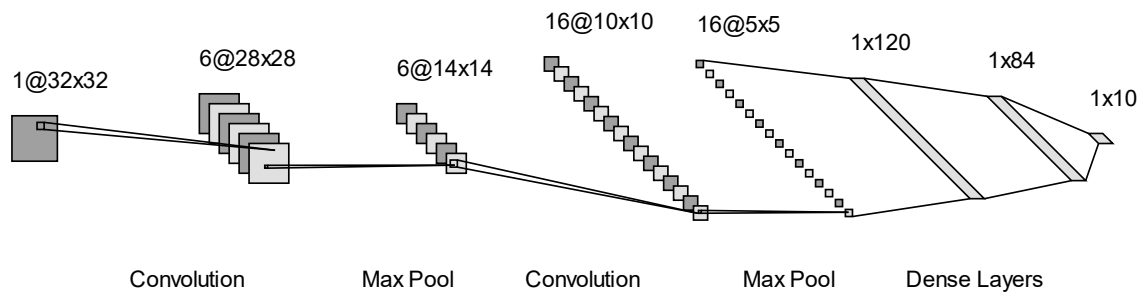 1@32x32
6@28x28
6@14x14
16@10x10
16@5x5
1x120
1x84
1x10
Convolution
Max Pool
Convolution
Max Pool
Dense Layers